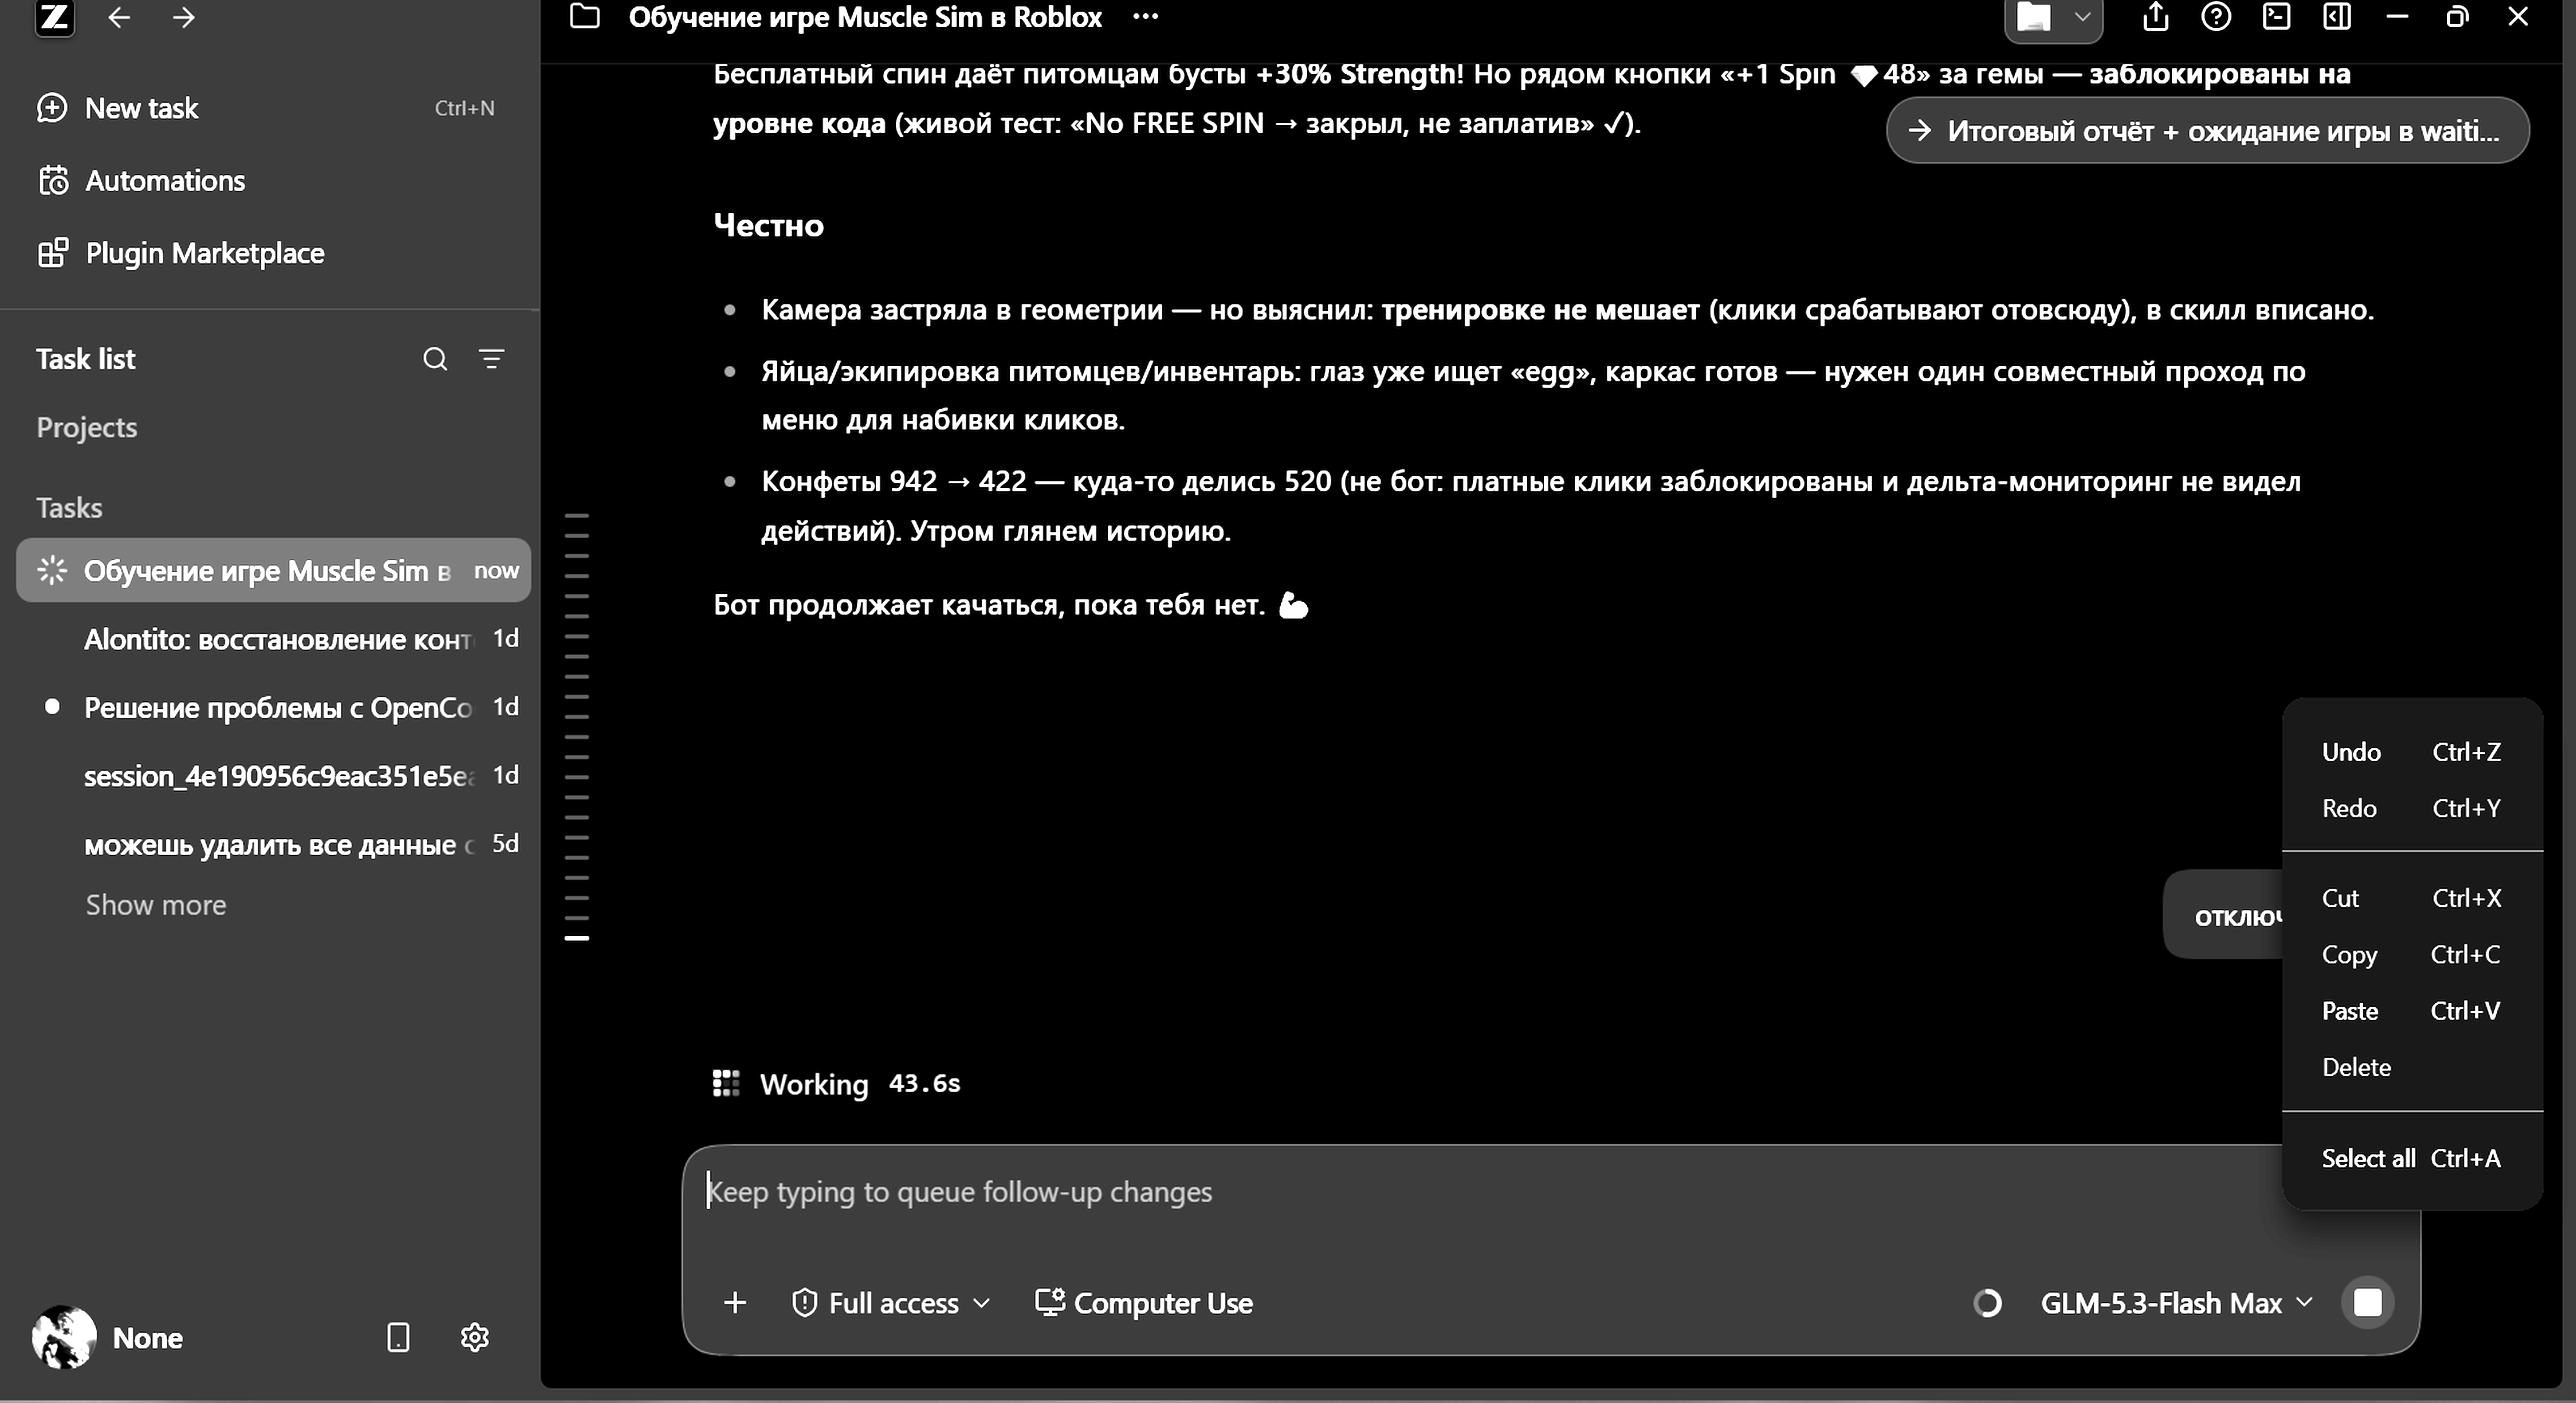 Z
Обучение игре Muscle Sim в Roblox
New task Ctrl+N
Automations
Plugin Marketplace
Task list
Projects
Tasks
Обучение игре Muscle Sim в now
Alontito: восстановление конт 1d
Решение проблемы с OpenCo 1d
session_4e190956c9eac351e5ea 1d
можешь удалить все данные с 5d
Show more
None
Бесплатный спин даёт питомцам бусты +30% Strength! Но рядом кнопки «+1 Spin 💎48» за гемы — заблокированы на
уровне кода (живой тест: «No FREE SPIN → закрыл, не заплатив» ✓).
→ Итоговый отчёт + ожидание игры в waiti...
Честно
• Камера застряла в геометрии — но выяснил: тренировке не мешает (клики срабатывают отовсюду), в скилл вписано.
• Яйца/экипировка питомцев/инвентарь: глаз уже ищет «egg», каркас готов — нужен один совместный проход по
меню для набивки кликов.
• Конфеты 942 → 422 — куда-то делись 520 (не бот: платные клики заблокированы и дельта-мониторинг не видел
действий). Утром глянем историю.
Бот продолжает качаться, пока тебя нет. 💪
отключ
Undo Ctrl+Z
Redo Ctrl+Y
Cut Ctrl+X
Copy Ctrl+C
Paste Ctrl+V
Delete
Select all Ctrl+A
Working 43.6s
Keep typing to queue follow-up changes
Full access
Computer Use
GLM-5.3-Flash Max